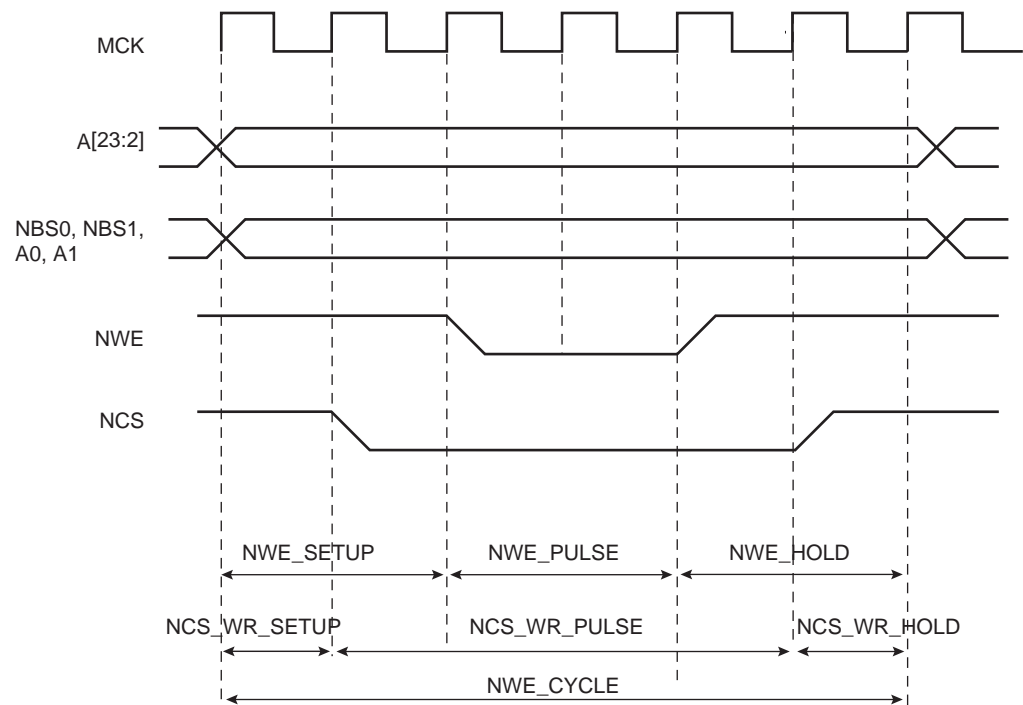 MCK
A[23:2]
NBS0, NBS1,
A0, A1
NWE
NCS
NWE_SETUP NWE_PULSE NWE_HOLD
NCS_WR_SETUP NCS_WR_PULSE NCS_WR_HOLD
NWE_CYCLE